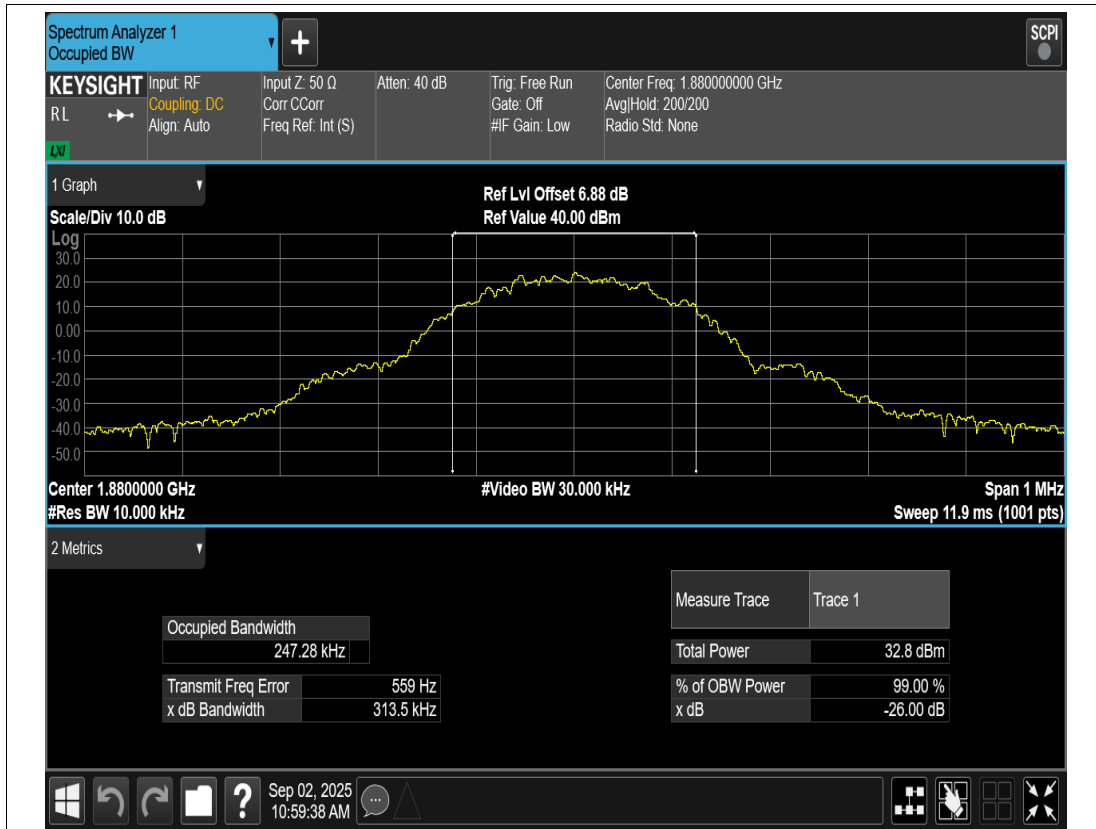 Spectrum Analyzer 1
Occupied BW
▼
+
SCPI
KEYSIGHT
RL
LXI
Input: RF
Coupling: DC
Align: Auto
Input Z: 50 Ω
Corr CCorr
Freq Ref: Int (S)
Atten: 40 dB
Trig: Free Run
Gate: Off
#IF Gain: Low
Center Freq: 1.880000000 GHz
Avg|Hold: 200/200
Radio Std: None
1 Graph
▼
Scale/Div 10.0 dB
Ref Lvl Offset 6.88 dB
Ref Value 40.00 dBm
Log
30.0
20.0
10.0
0.00
-10.0
-20.0
-30.0
-40.0
-50.0
Center 1.8800000 GHz
#Video BW 30.000 kHz
Span 1 MHz
#Res BW 10.000 kHz
Sweep 11.9 ms (1001 pts)
2 Metrics
▼
Occupied Bandwidth
247.28 kHz
Transmit Freq Error 559 Hz
x dB Bandwidth 313.5 kHz
Measure Trace Trace 1
Total Power 32.8 dBm
% of OBW Power 99.00 %
x dB -26.00 dB
?
Sep 02, 2025
10:59:38 AM